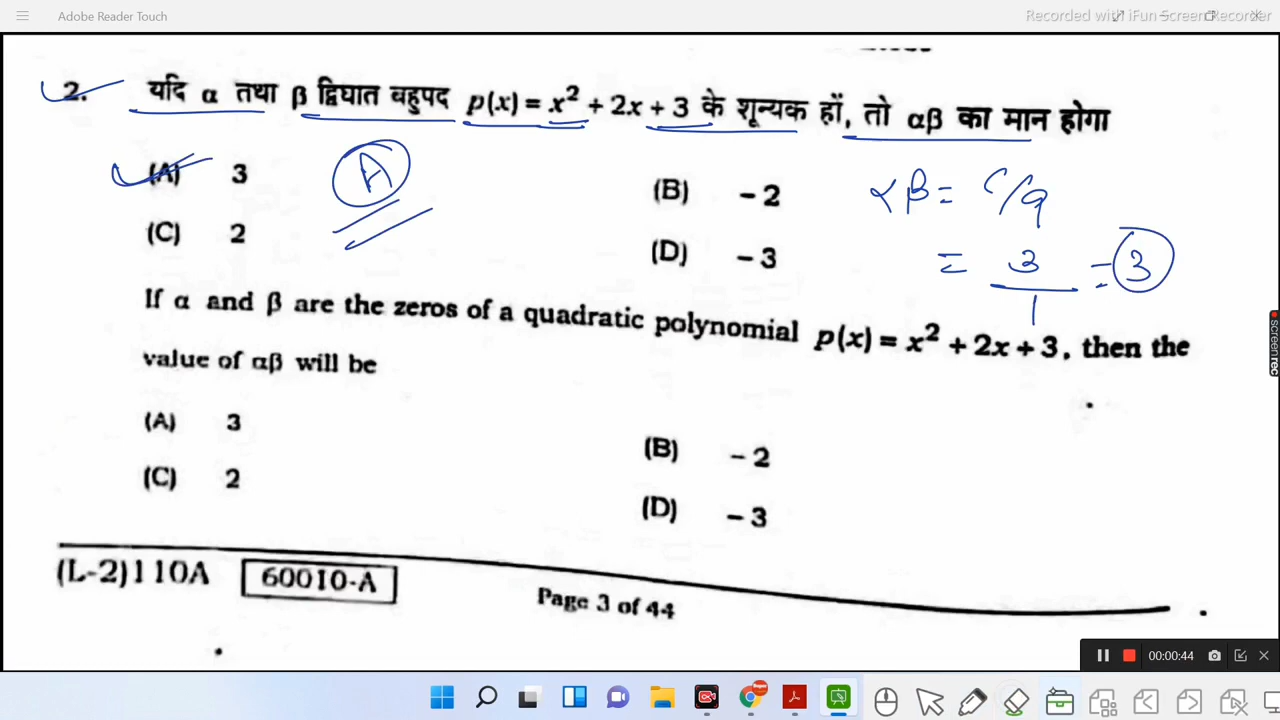 Adobe Reader Touch
Recorded with iFun Screen Recorder
2. यदि α तथा β द्विघात बहुपद p(x) = x² + 2x + 3 के शून्यक हों, तो αβ का मान होगा
(A) 3
(B) - 2
(C) 2
(D) - 3
A
αβ = c/a
= 3/1 = 3
If α and β are the zeros of a quadratic polynomial p(x) = x² + 2x + 3, then the
value of αβ will be
(A) 3
(B) - 2
(C) 2
(D) - 3
(L-2)110A 60010-A Page 3 of 44
screenrec
00:00:44